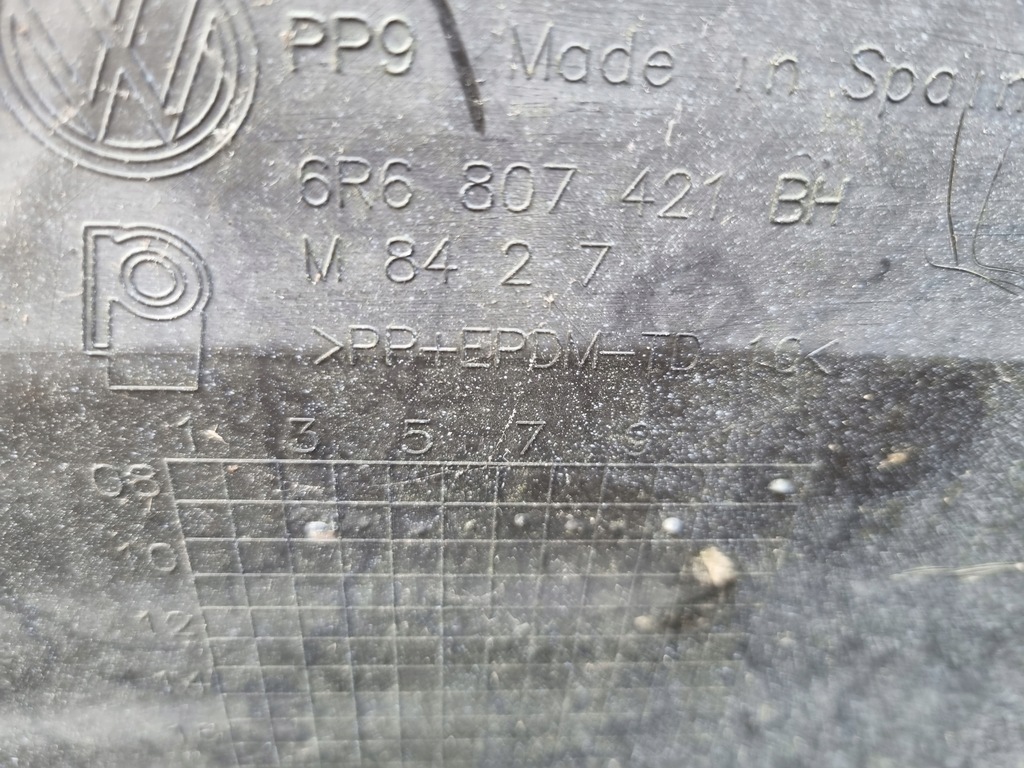 PP9 Made in Spain
6R6 807 421 BH
M 84 2 7
>PP+EPDM-TD 10<
1 3 5 7 9
08
10
12
14